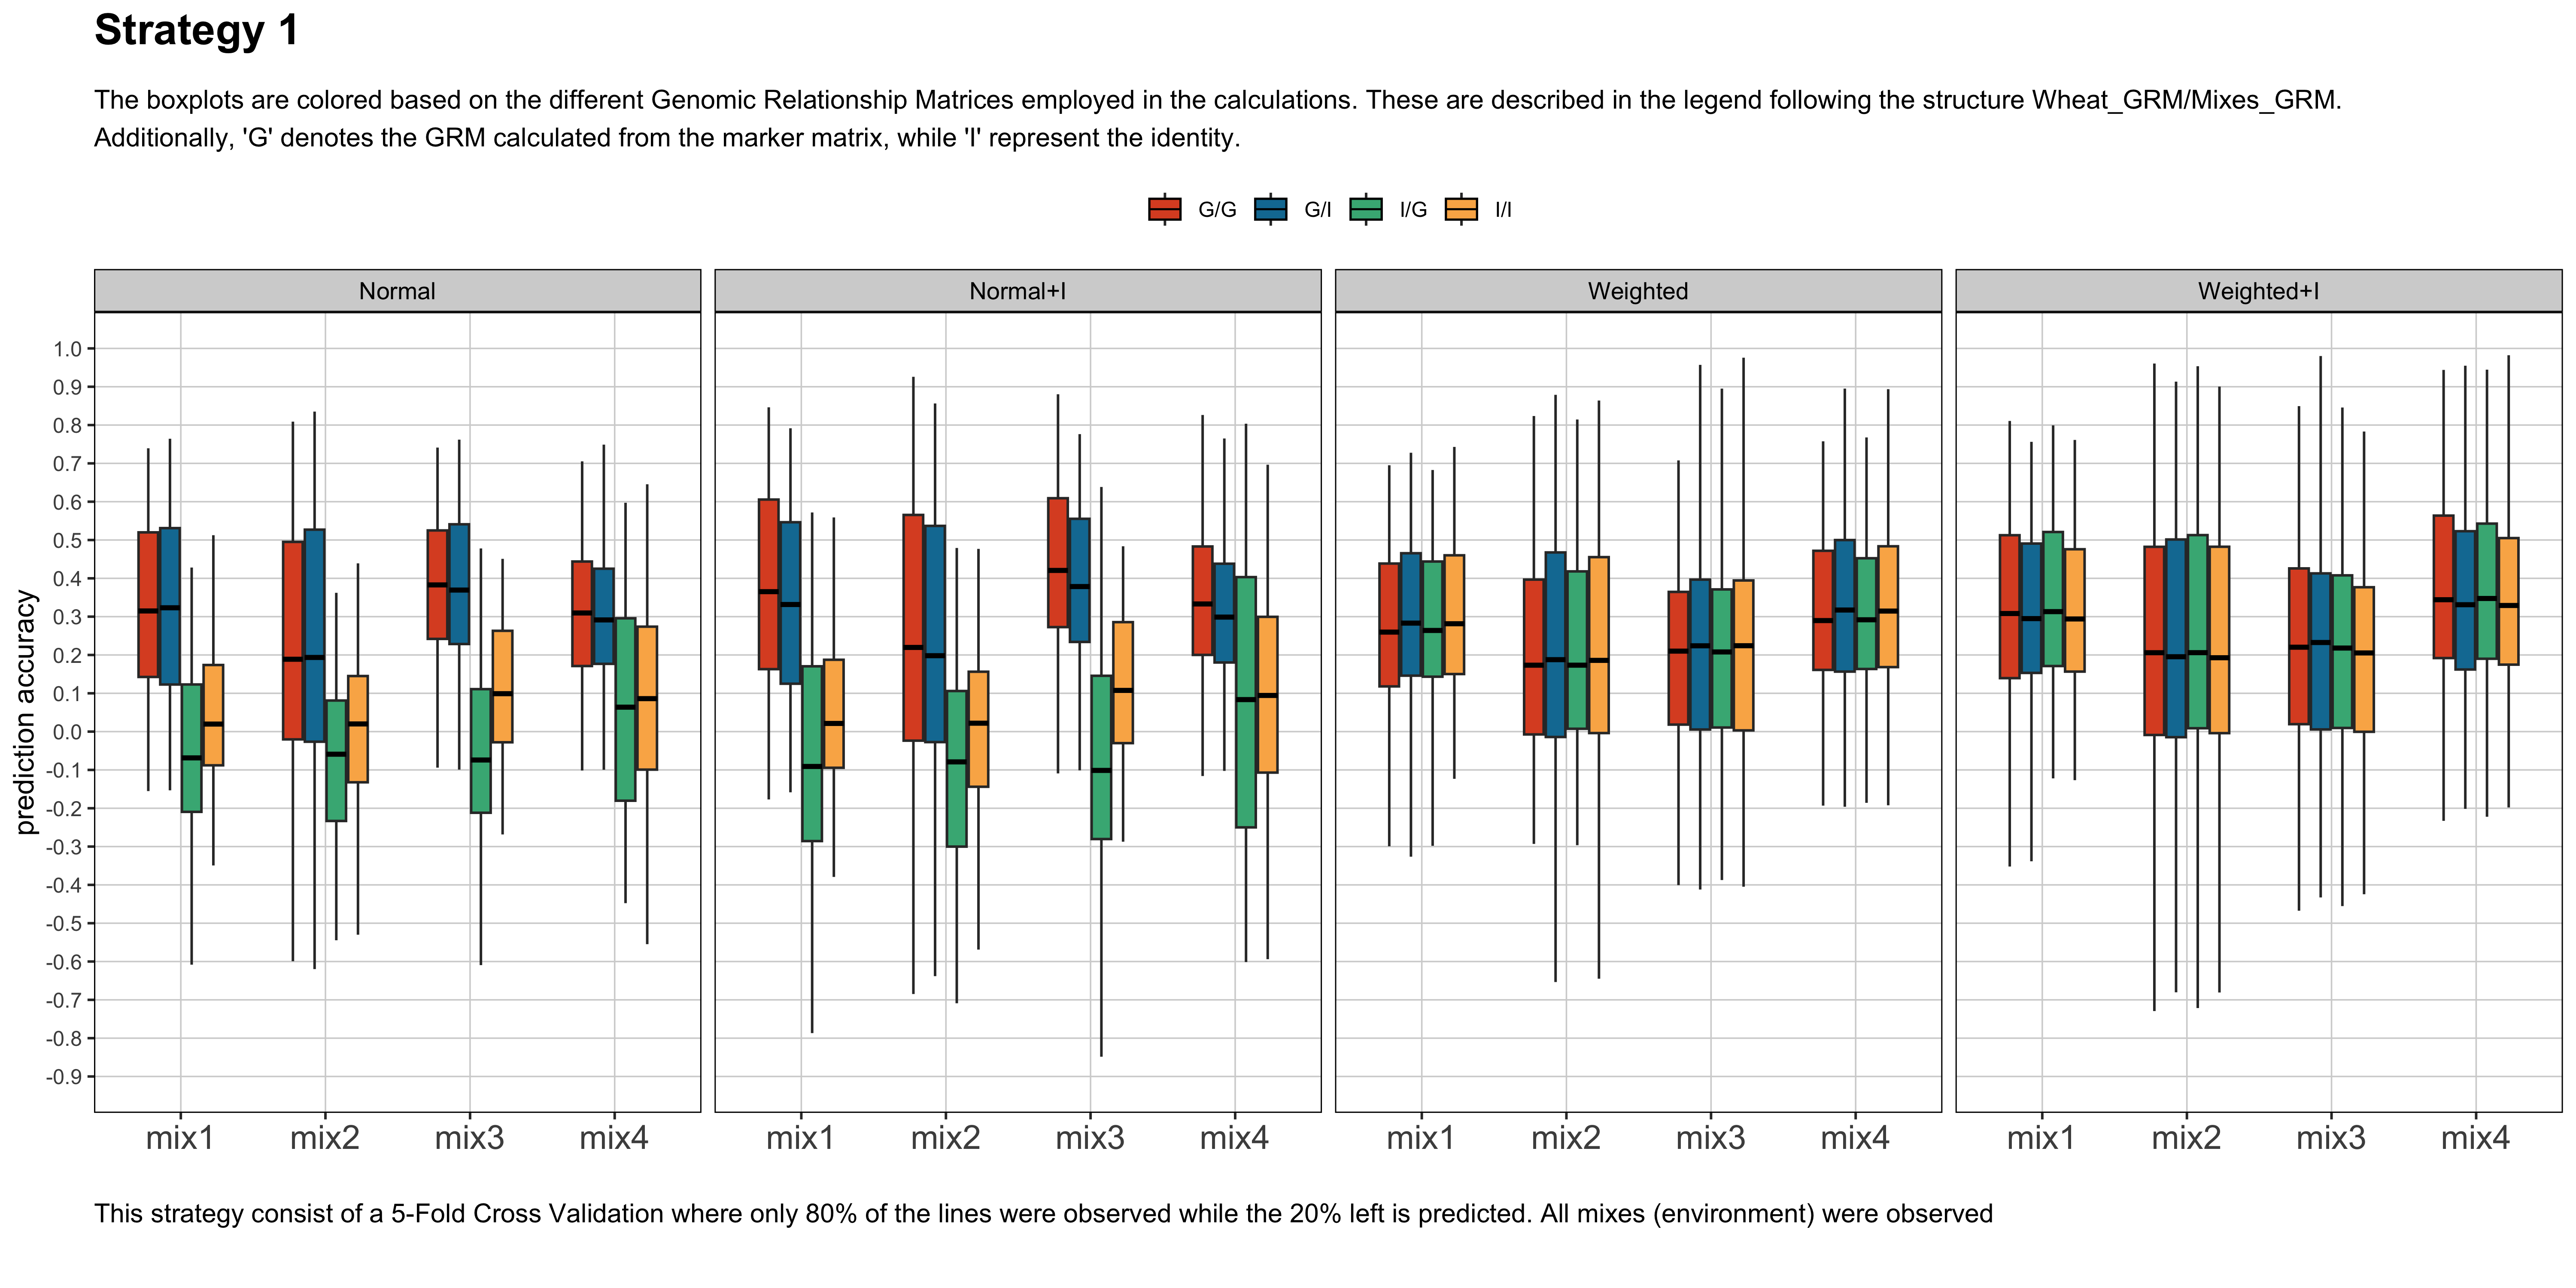 Strategy 1
The boxplots are colored based on the different Genomic Relationship Matrices employed in the calculations. These are described in the legend following the structure Wheat_GRM/Mixes_GRM.
Additionally, 'G' denotes the GRM calculated from the marker matrix, while 'I' represent the identity.
G/G G/I I/G I/I
Normal Normal+I Weighted Weighted+I
1.0
0.9
0.8
0.7
0.6
0.5
0.4
0.3
0.2
0.1
0.0
-0.1
-0.2
-0.3
-0.4
-0.5
-0.6
-0.7
-0.8
-0.9
prediction accuracy
mix1 mix2 mix3 mix4 mix1 mix2 mix3 mix4 mix1 mix2 mix3 mix4 mix1 mix2 mix3 mix4
This strategy consist of a 5-Fold Cross Validation where only 80% of the lines were observed while the 20% left is predicted. All mixes (environment) were observed